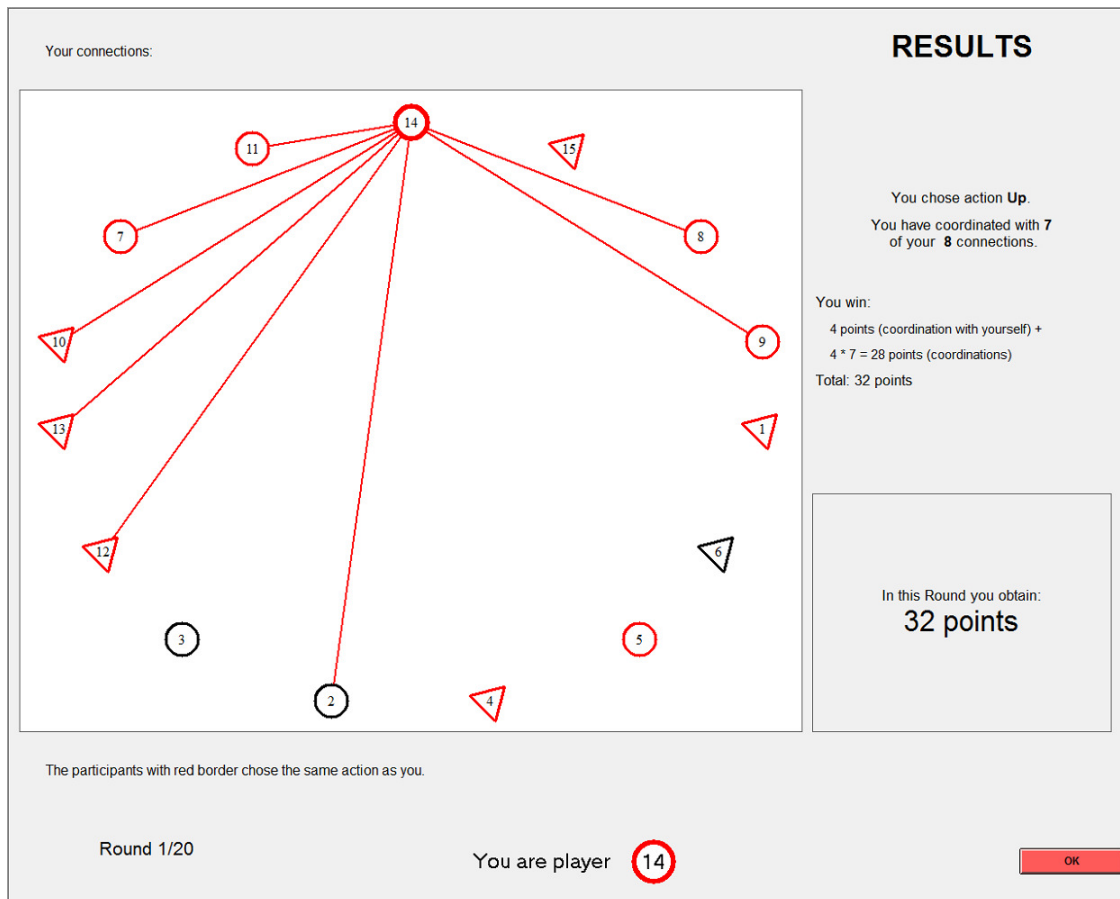 Your connections:
RESULTS
14
11
15
7
8
10
9
13
1
12
6
3
5
2
4
You chose action Up.
You have coordinated with 7
of your 8 connections.
You win:
4 points (coordination with yourself) +
4 * 7 = 28 points (coordinations)
Total: 32 points
In this Round you obtain:
32 points
The participants with red border chose the same action as you.
Round 1/20
You are player 14
OK